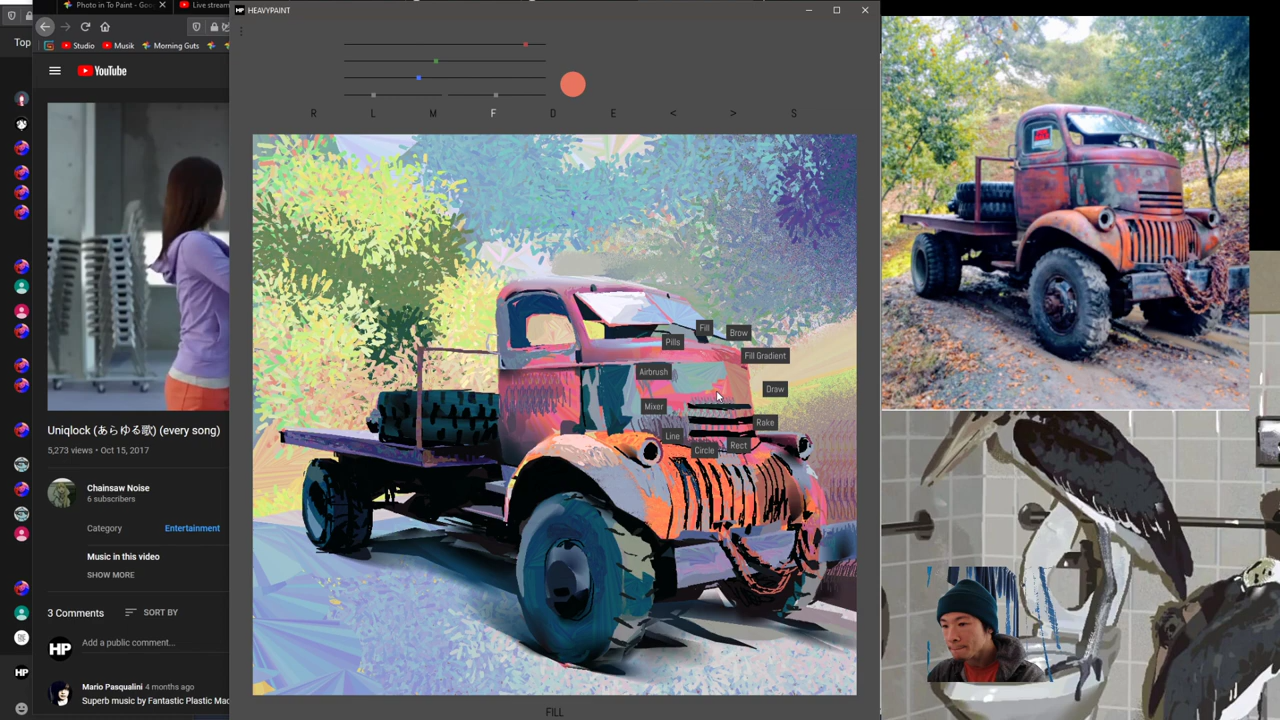 Photo in To Paint - Goo
Live stream
Top
Studio
Musik
Morning Guts
YouTube
Uniqlock (あらゆる歌) (every song)
5,273 views • Oct 15, 2017
Chainsaw Noise
6 subscribers
Category
Entertainment
Music in this video
SHOW MORE
3 Comments
SORT BY
HP
Add a public comment...
Mario Pasqualini 4 months ago
Superb music by Fantastic Plastic Mac
HP
HP HEAVYPAINT
R L M F D E < > S
Fill
Brow
Pills
Fill Gradient
Airbrush
Draw
Mixer
Rake
Line
Rect
Circle
FILL